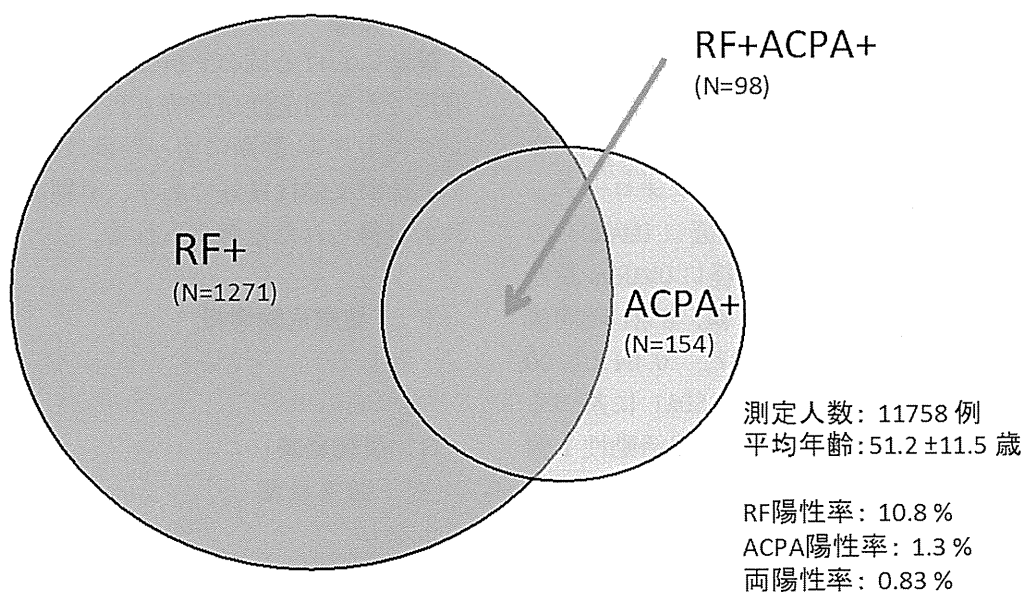 RF+ACPA+
(N=98)
RF+
(N=1271)
ACPA+
(N=154)
測定人数: 11758 例
平均年齢:51.2 ±11.5 歳
RF陽性率: 10.8 %
ACPA陽性率: 1.3 %
両陽性率: 0.83 %